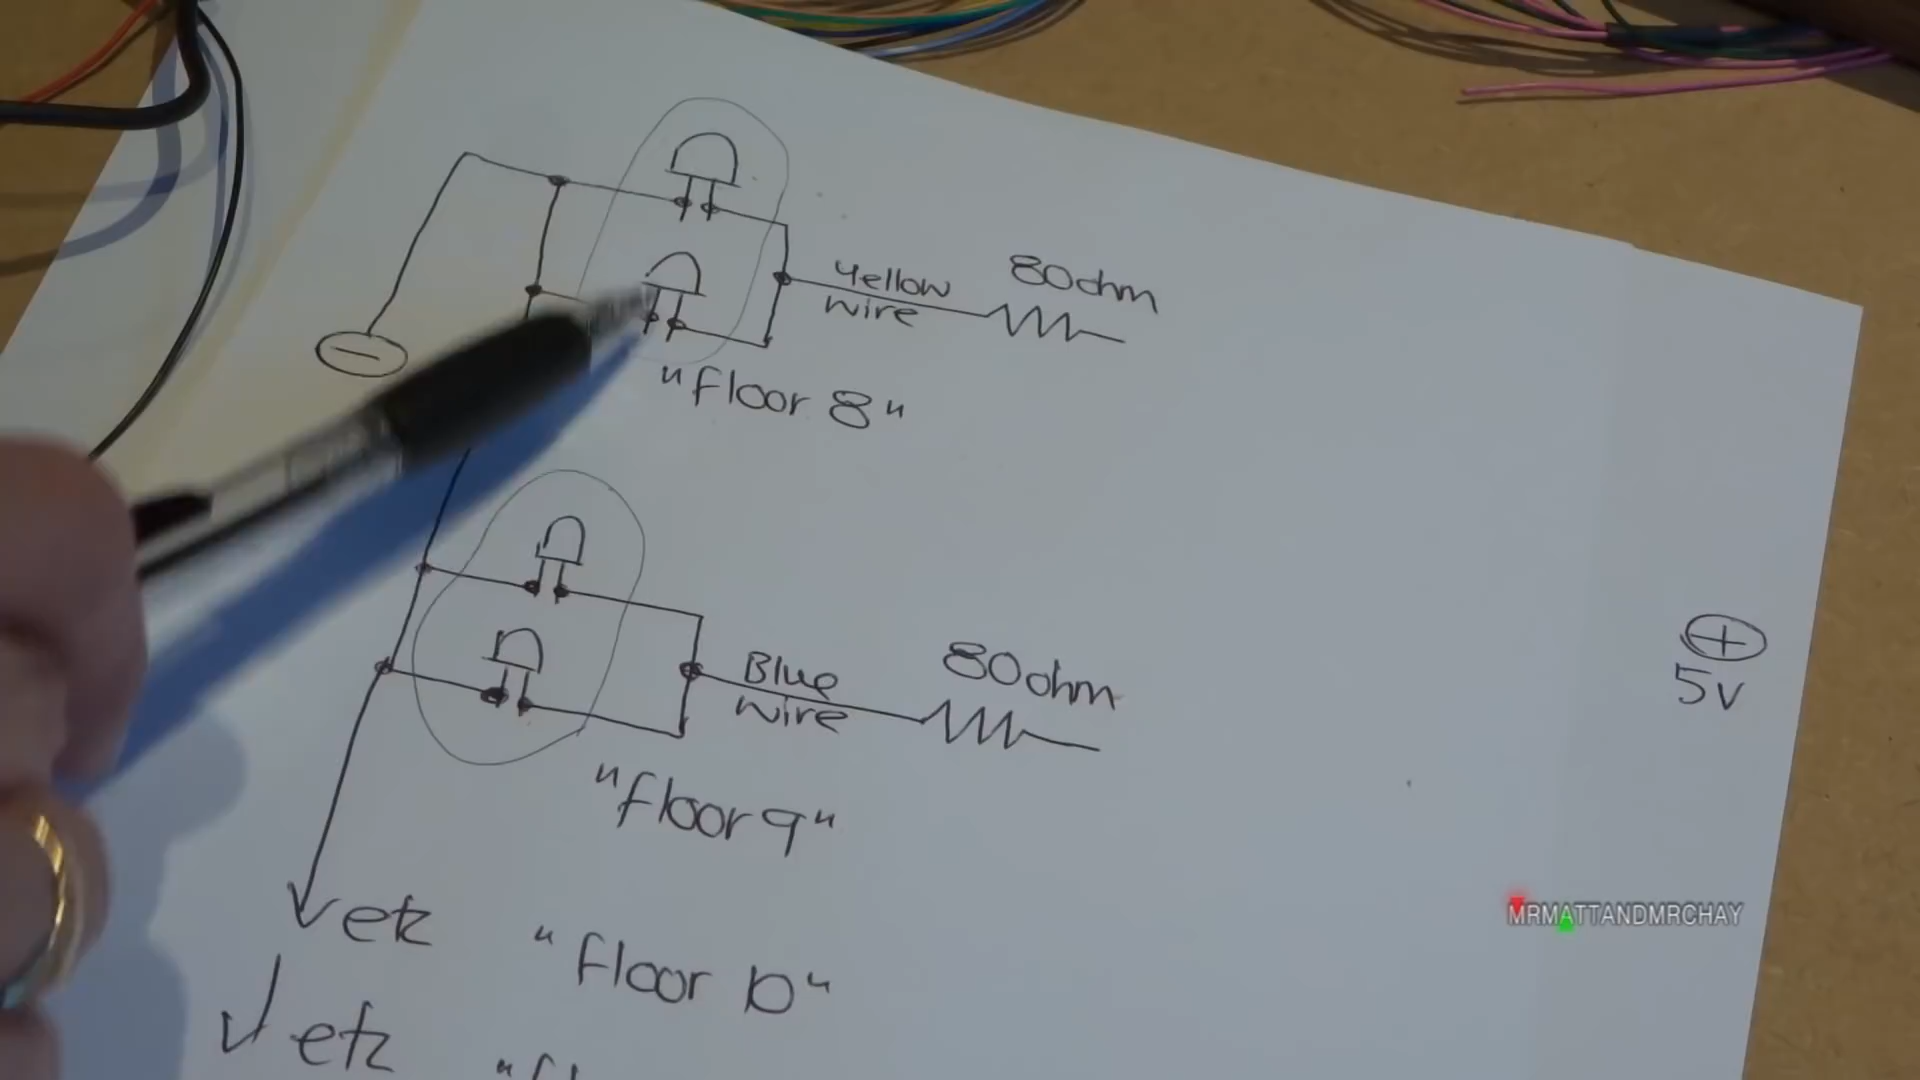 Yellow
wire
80ohm
"floor 8"
Blue
wire
80ohm
"floor 9"
+
5v
MRMATTANDMRCHAY
etc "floor 10"
etc